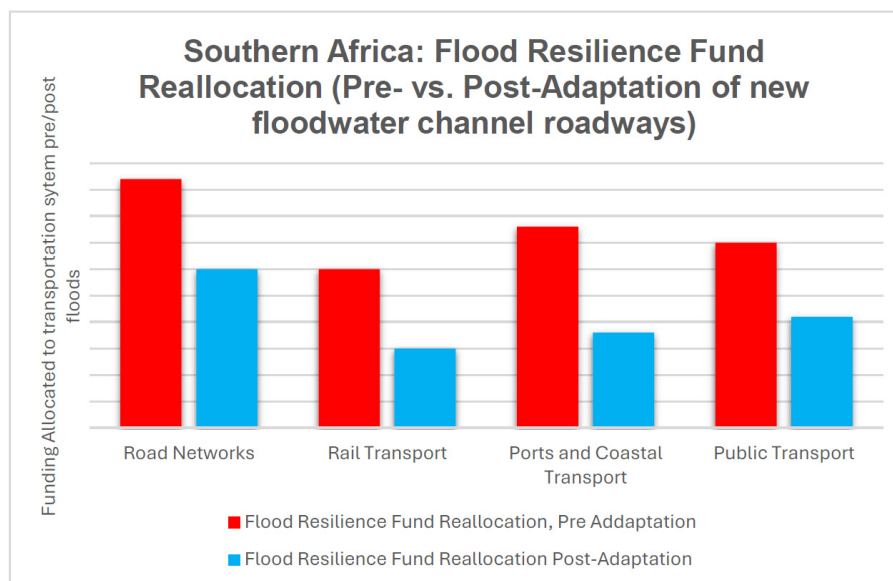 Southern Africa: Flood Resilience Fund
Reallocation (Pre- vs. Post-Adaptation of new
floodwater channel roadways)
Funding Allocated to transportation sytem pre/post
floods
Road Networks
Rail Transport
Ports and Coastal
Transport
Public Transport
Flood Resilience Fund Reallocation, Pre Addaptation
Flood Resilience Fund Reallocation Post-Adaptation